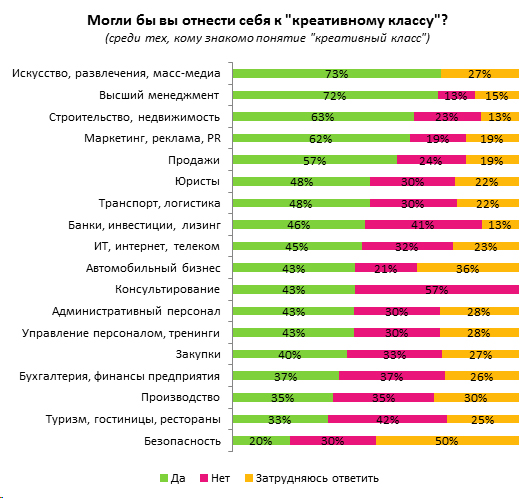 Могли бы вы отнести себя к "креативному классу"?
(среди тех, кому знакомо понятие "креативный класс")
Искусство, развлечения, масс-медиа 73% 27%
Высший менеджмент 72% 13% 15%
Строительство, недвижимость 63% 23% 13%
Маркетинг, реклама, PR 62% 19% 19%
Продажи 57% 24% 19%
Юристы 48% 30% 22%
Транспорт, логистика 48% 30% 22%
Банки, инвестиции, лизинг 46% 41% 13%
ИТ, интернет, телеком 45% 32% 23%
Автомобильный бизнес 43% 21% 36%
Консультирование 43% 57%
Административный персонал 43% 30% 28%
Управление персоналом, тренинги 43% 30% 28%
Закупки 40% 33% 27%
Бухгалтерия, финансы предприятия 37% 37% 26%
Производство 35% 35% 30%
Туризм, гостиницы, рестораны 33% 42% 25%
Безопасность 20% 30% 50%
Да Нет Затрудняюсь ответить